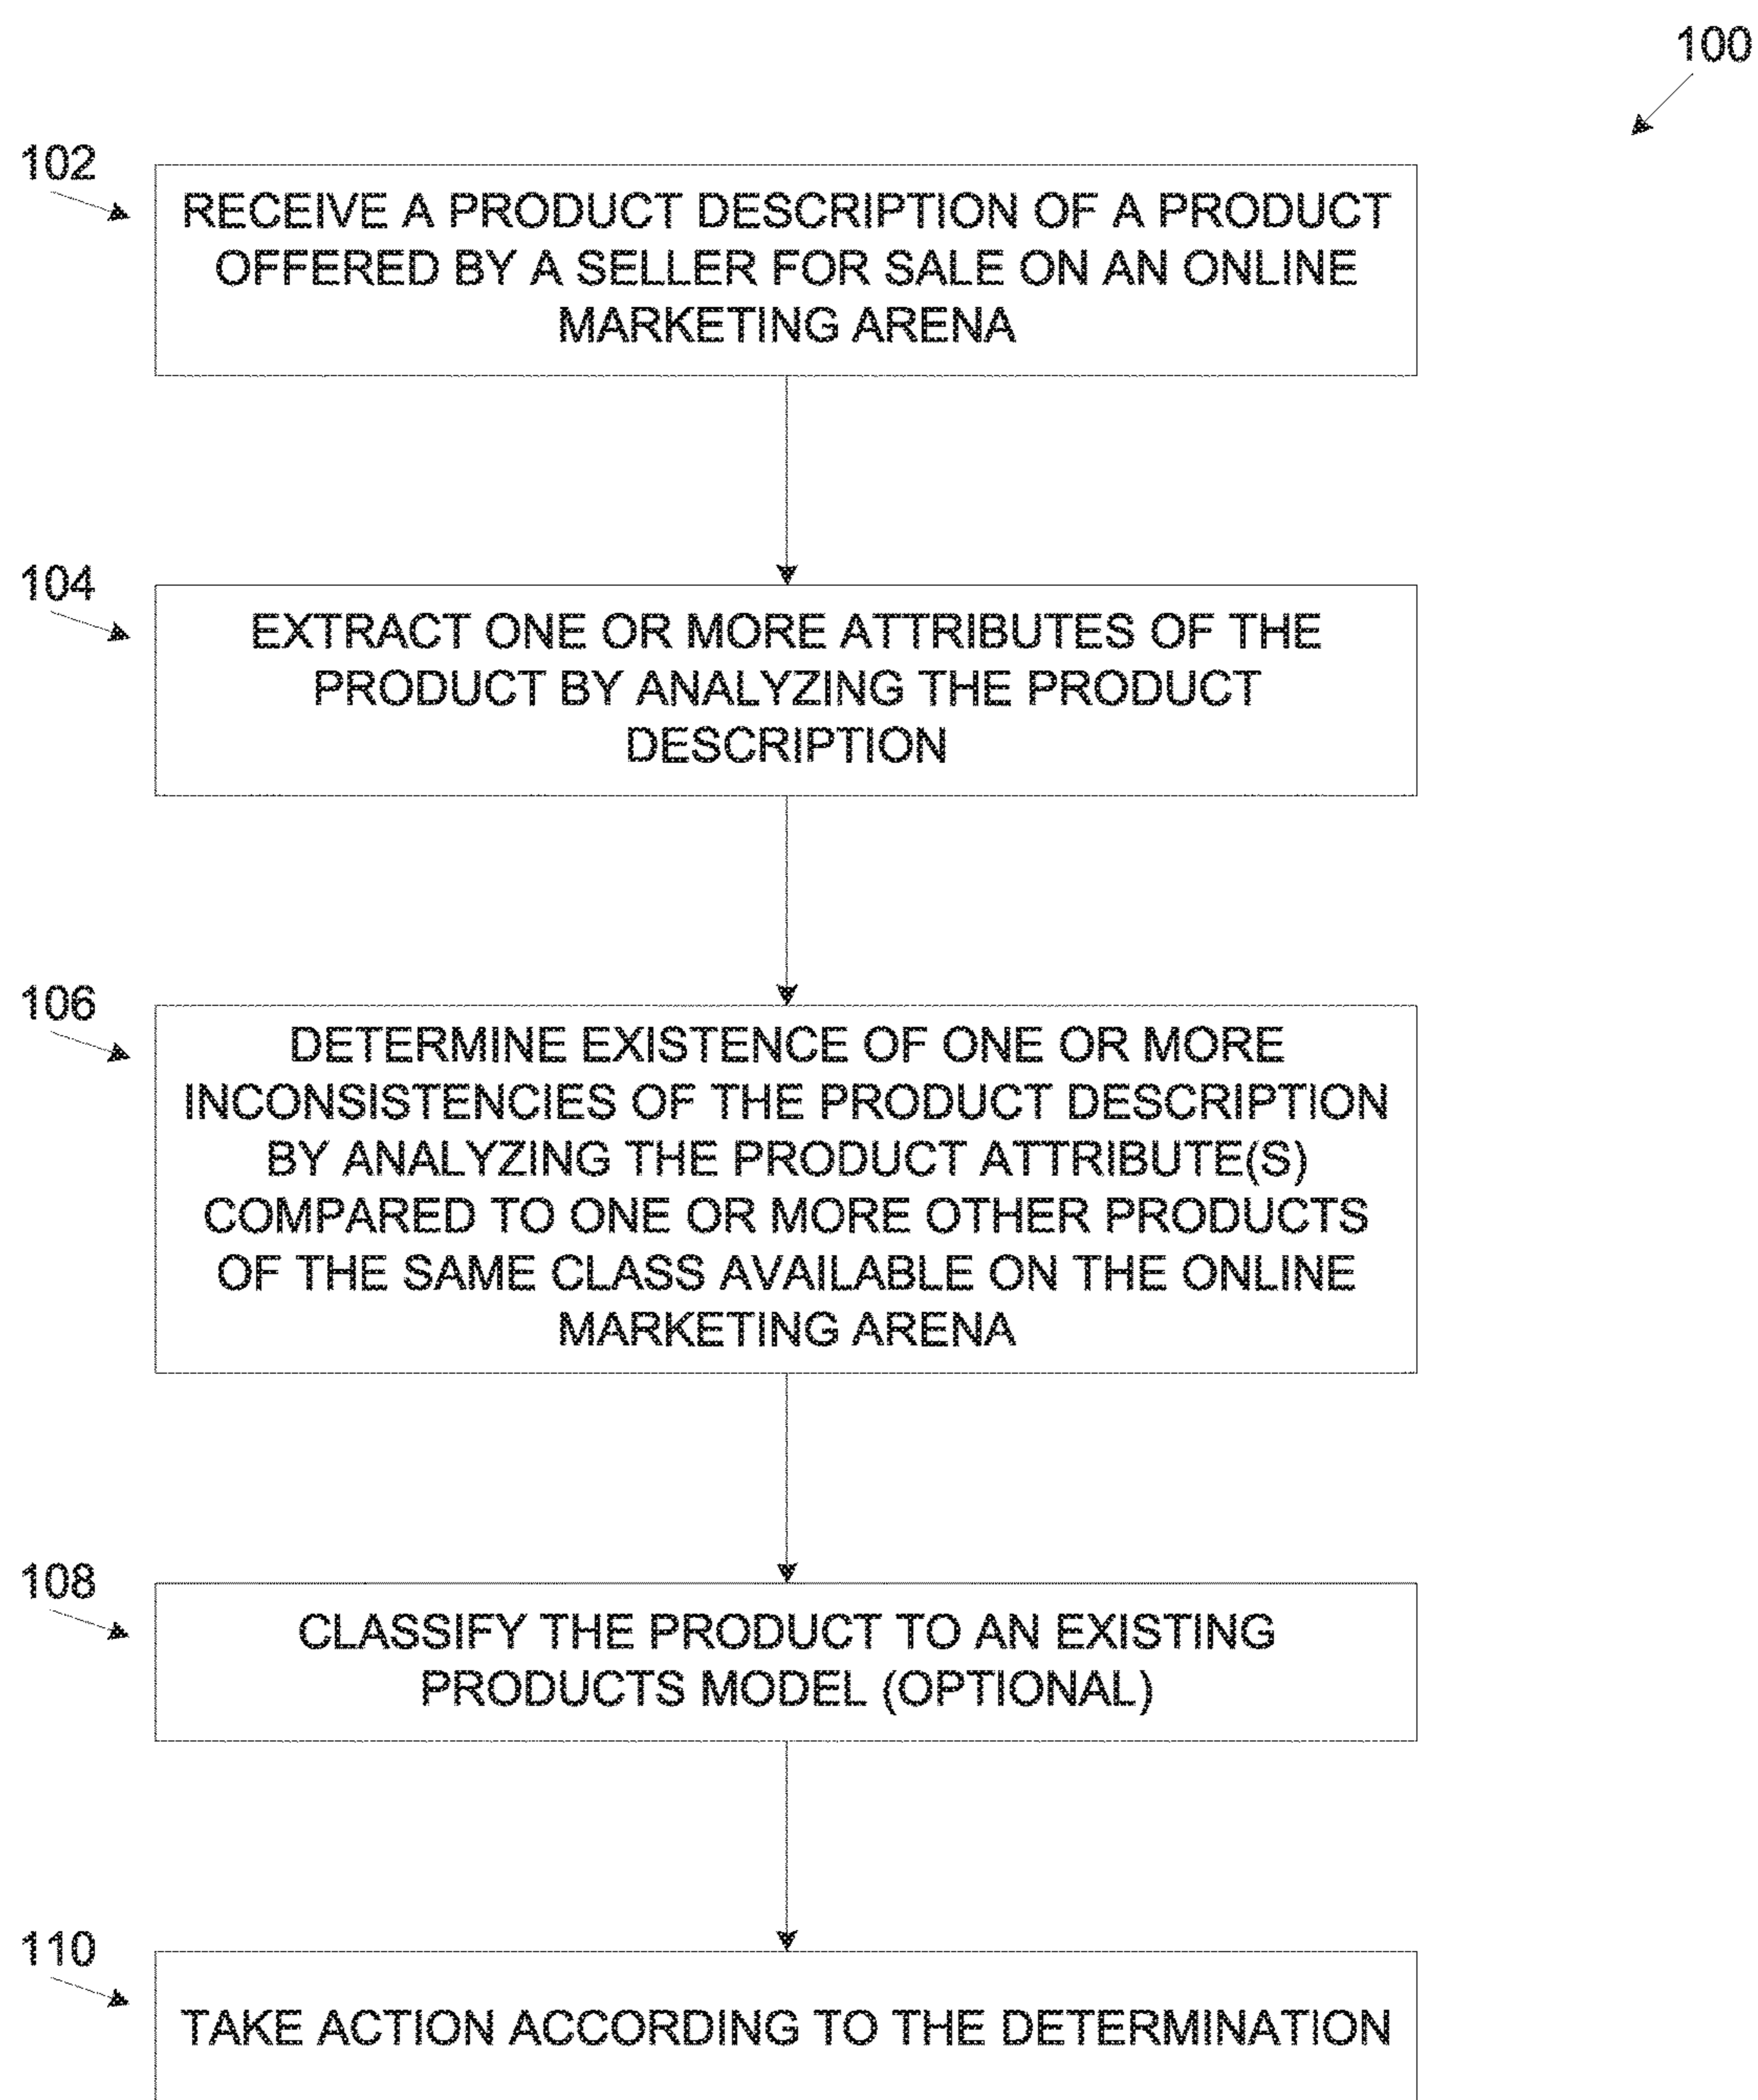 100
102
RECEIVE A PRODUCT DESCRIPTION OF A PRODUCT
OFFERED BY A SELLER FOR SALE ON AN ONLINE
MARKETING ARENA
104
EXTRACT ONE OR MORE ATTRIBUTES OF THE
PRODUCT BY ANALYZING THE PRODUCT
DESCRIPTION
106
DETERMINE EXISTENCE OF ONE OR MORE
INCONSISTENCIES OF THE PRODUCT DESCRIPTION
BY ANALYZING THE PRODUCT ATTRIBUTE(S)
COMPARED TO ONE OR MORE OTHER PRODUCTS
OF THE SAME CLASS AVAILABLE ON THE ONLINE
MARKETING ARENA
108
CLASSIFY THE PRODUCT TO AN EXISTING
PRODUCTS MODEL (OPTIONAL)
110
TAKE ACTION ACCORDING TO THE DETERMINATION